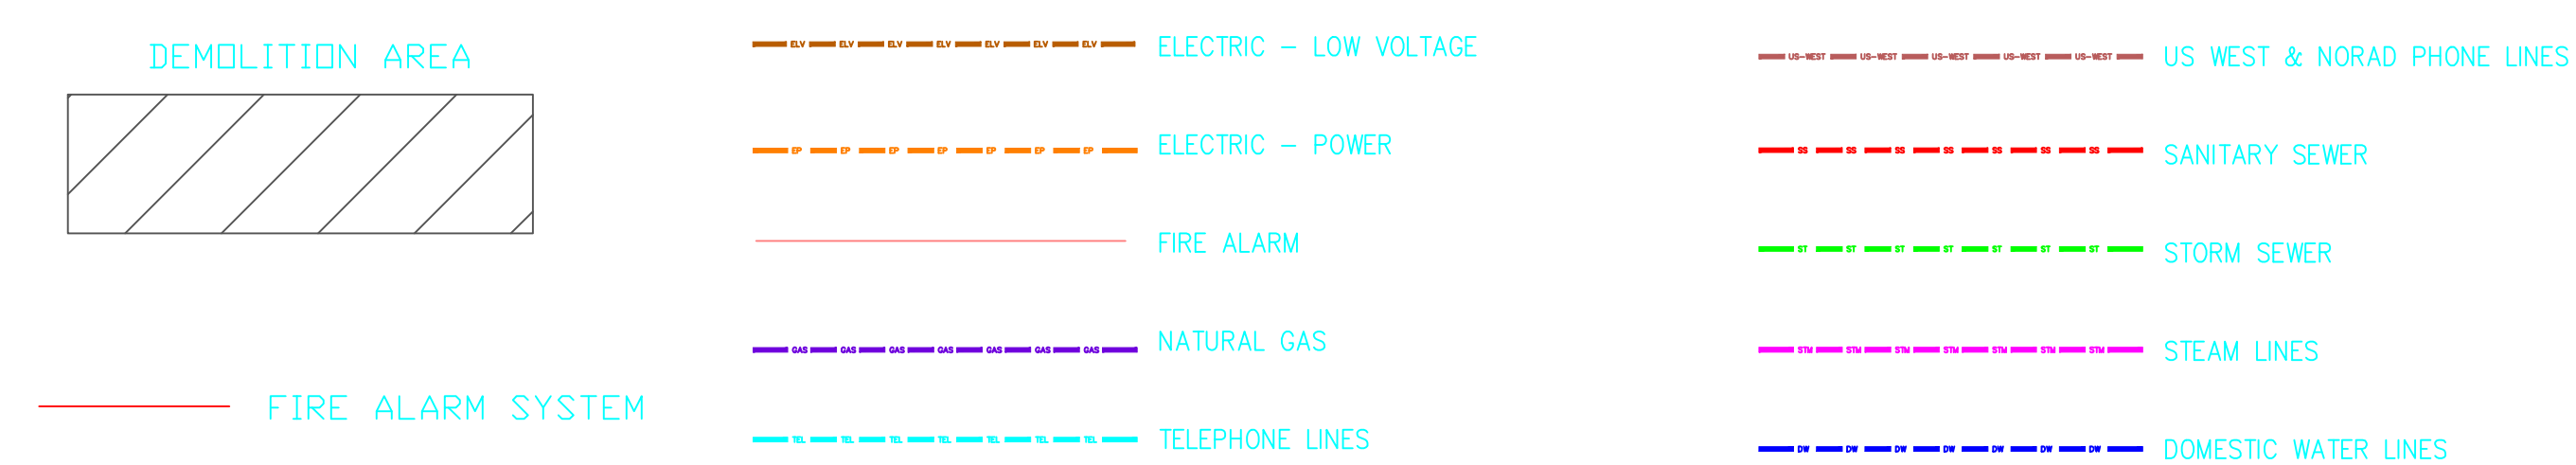 DEMOLITION AREA
FIRE ALARM SYSTEM
ELV ELV ELV ELV ELV ELV ELV ELECTRIC – LOW VOLTAGE
EP EP EP EP EP EP EP ELECTRIC – POWER
FIRE ALARM
GAS GAS GAS GAS GAS GAS GAS NATURAL GAS
TEL TEL TEL TEL TEL TEL TEL TELEPHONE LINES
US-WEST US-WEST US-WEST US-WEST US-WEST US WEST & NORAD PHONE LINES
SS SS SS SS SS SS SS SANITARY SEWER
ST ST ST ST ST ST ST STORM SEWER
STM STM STM STM STM STM STM STEAM LINES
DW DW DW DW DW DW DW DOMESTIC WATER LINES